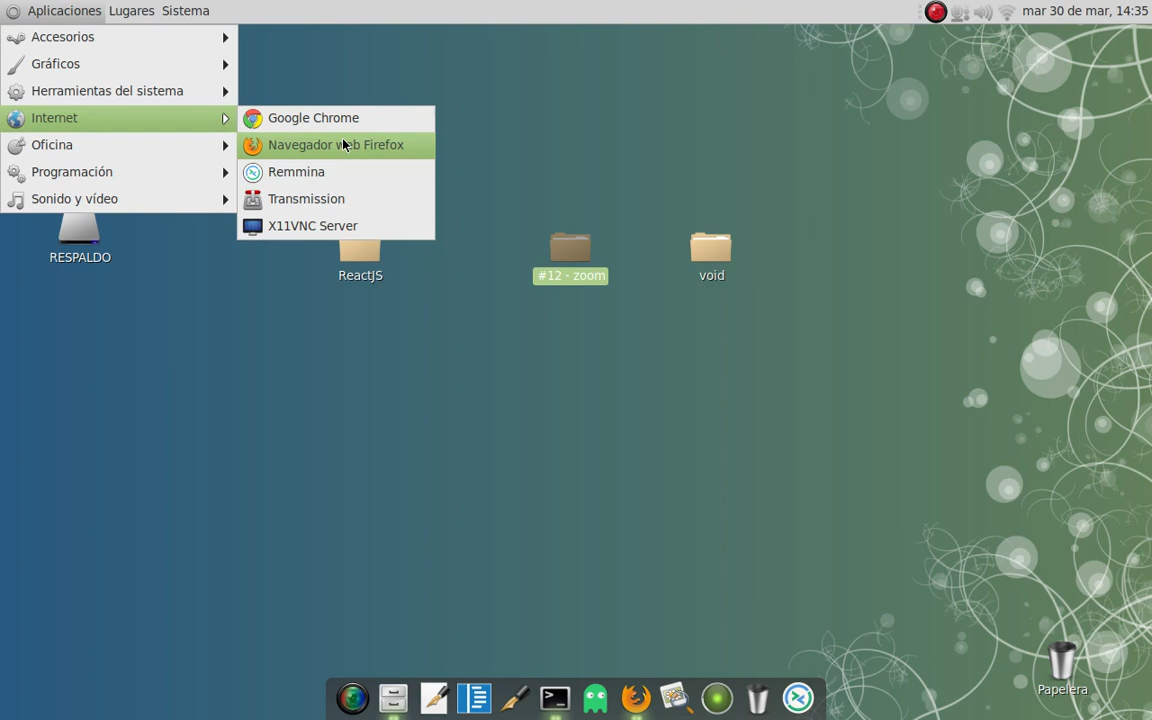 Aplicaciones Lugares Sistema
mar 30 de mar, 14:35
Accesorios
Gráficos
Herramientas del sistema
Internet
Oficina
Programación
Sonido y vídeo
Google Chrome
Navegador web Firefox
Remmina
Transmission
X11VNC Server
RESPALDO
ReactJS
#12 - zoom
void
Papelera